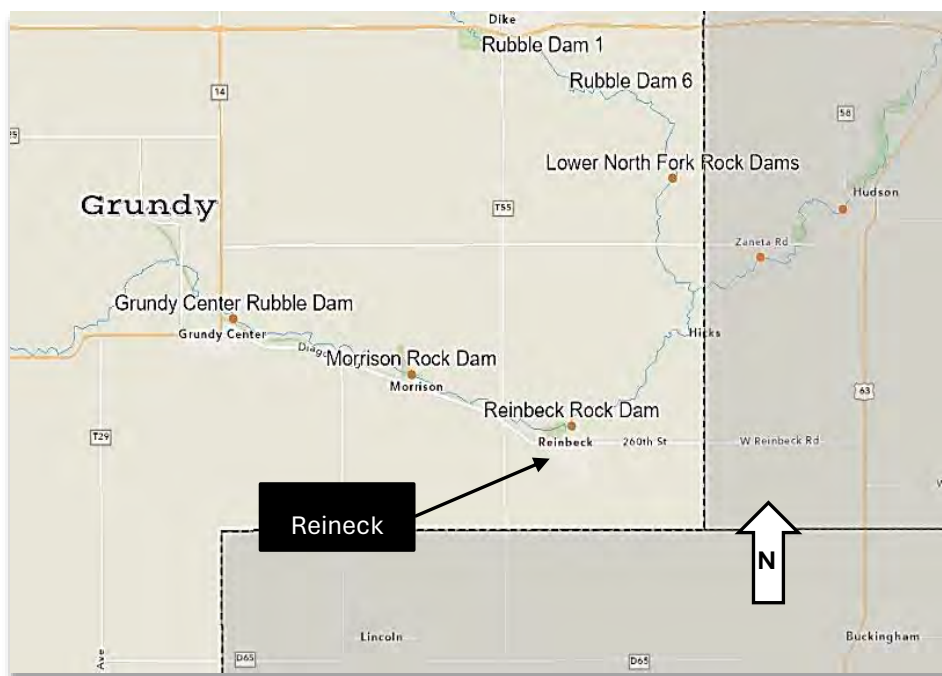 Dike
Rubble Dam 1
Rubble Dam 6
14
58
Lower North Fork Rock Dams
Hudson
Grundy
T55
Zaneta Rd
Grundy Center Rubble Dam
Grundy Center
Hicks
Diag
Morrison Rock Dam
Morrison
63
Reinbeck Rock Dam
T29
Reinbeck
260th St
W Reinbeck Rd
W
Reineck
N
Lincoln
Buckingham
Ave
D65
D65